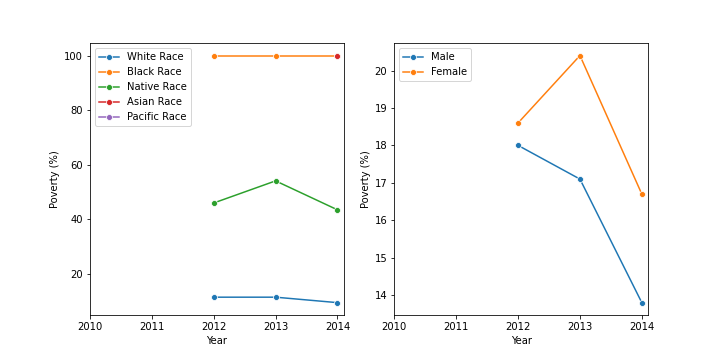 White Race
Black Race
Native Race
Asian Race
Pacific Race
100
80
60
40
20
Poverty (%)
2010 2011 2012 2013 2014
Year
Male
Female
20
19
18
17
16
15
14
Poverty (%)
2010 2011 2012 2013 2014
Year